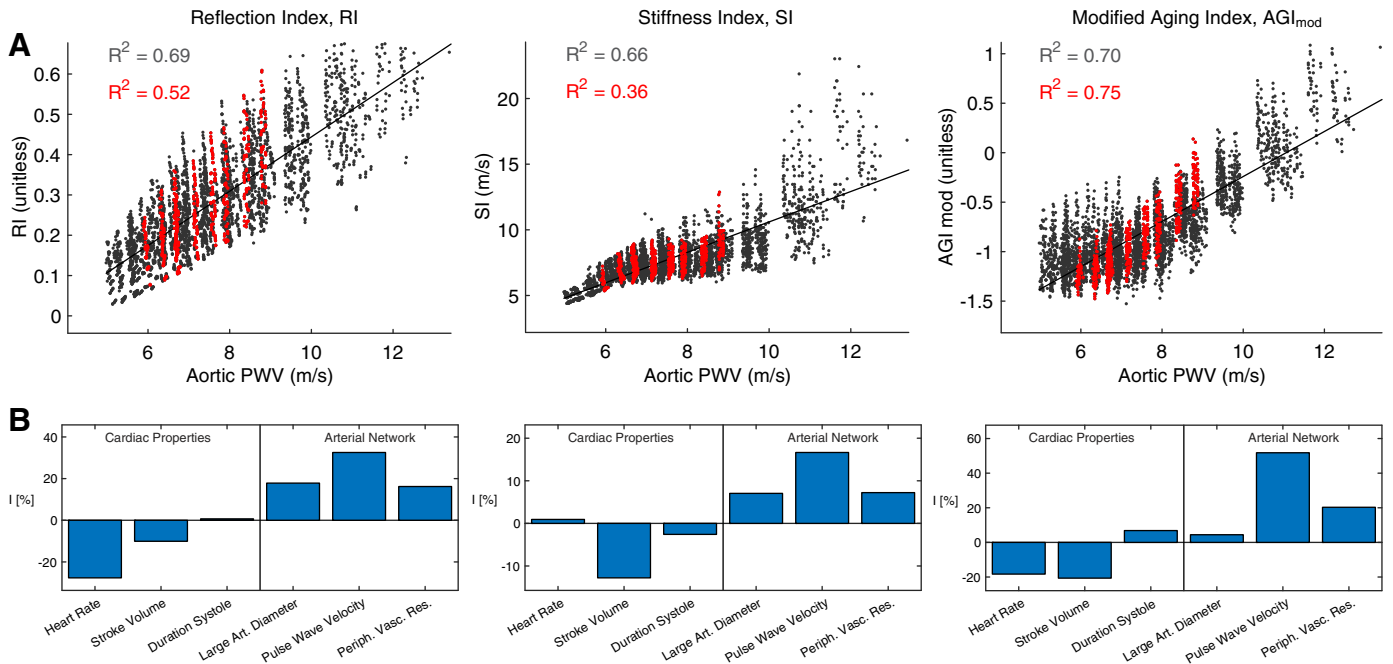 Reflection Index, RI
Stiffness Index, SI
Modified Aging Index, AGI_mod
A
R² = 0.69
R² = 0.52
0.6
0.5
0.4
0.3
0.2
0.1
0
RI (unitless)
6 8 10 12
Aortic PWV (m/s)
R² = 0.66
R² = 0.36
20
15
10
5
SI (m/s)
6 8 10 12
Aortic PWV (m/s)
R² = 0.70
R² = 0.75
1
0.5
0
-0.5
-1
-1.5
AGI mod (unitless)
6 8 10 12
Aortic PWV (m/s)
B
Cardiac Properties Arterial Network
40
20
0
-20
I [%]
Heart Rate
Stroke Volume
Duration Systole
Large Art. Diameter
Pulse Wave Velocity
Periph. Vasc. Res.
Cardiac Properties Arterial Network
20
10
0
-10
I [%]
Heart Rate
Stroke Volume
Duration Systole
Large Art. Diameter
Pulse Wave Velocity
Periph. Vasc. Res.
Cardiac Properties Arterial Network
60
40
20
0
-20
I [%]
Heart Rate
Stroke Volume
Duration Systole
Large Art. Diameter
Pulse Wave Velocity
Periph. Vasc. Res.